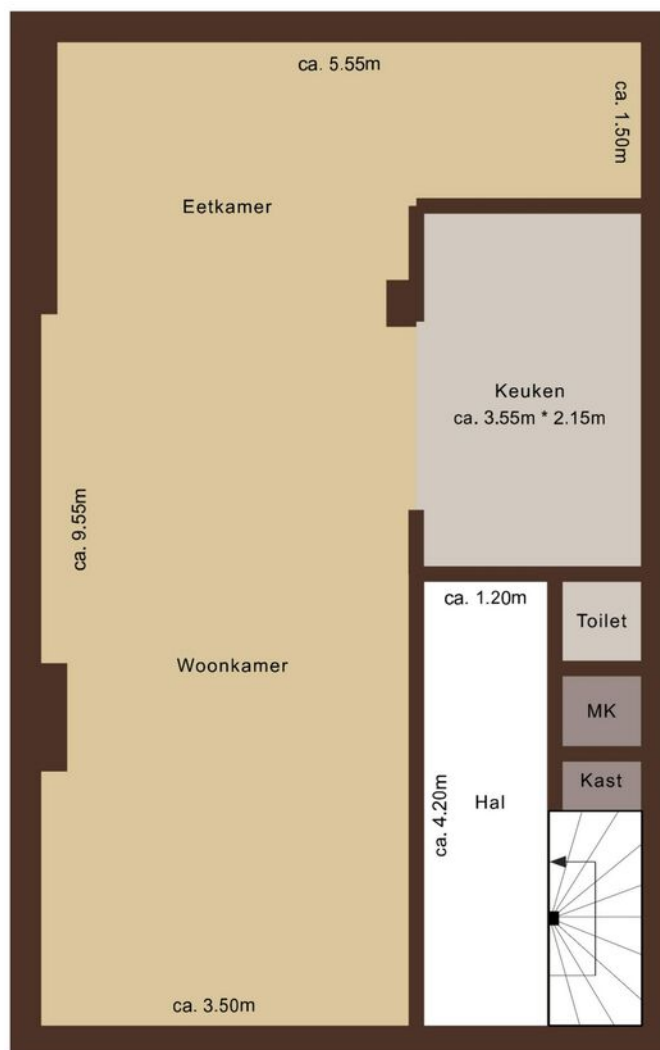 ca. 5.55m
ca. 1.50m
Eetkamer
Keuken
ca. 3.55m * 2.15m
ca. 9.55m
ca. 1.20m
Toilet
Woonkamer
MK
Kast
Hal
ca. 4.20m
ca. 3.50m